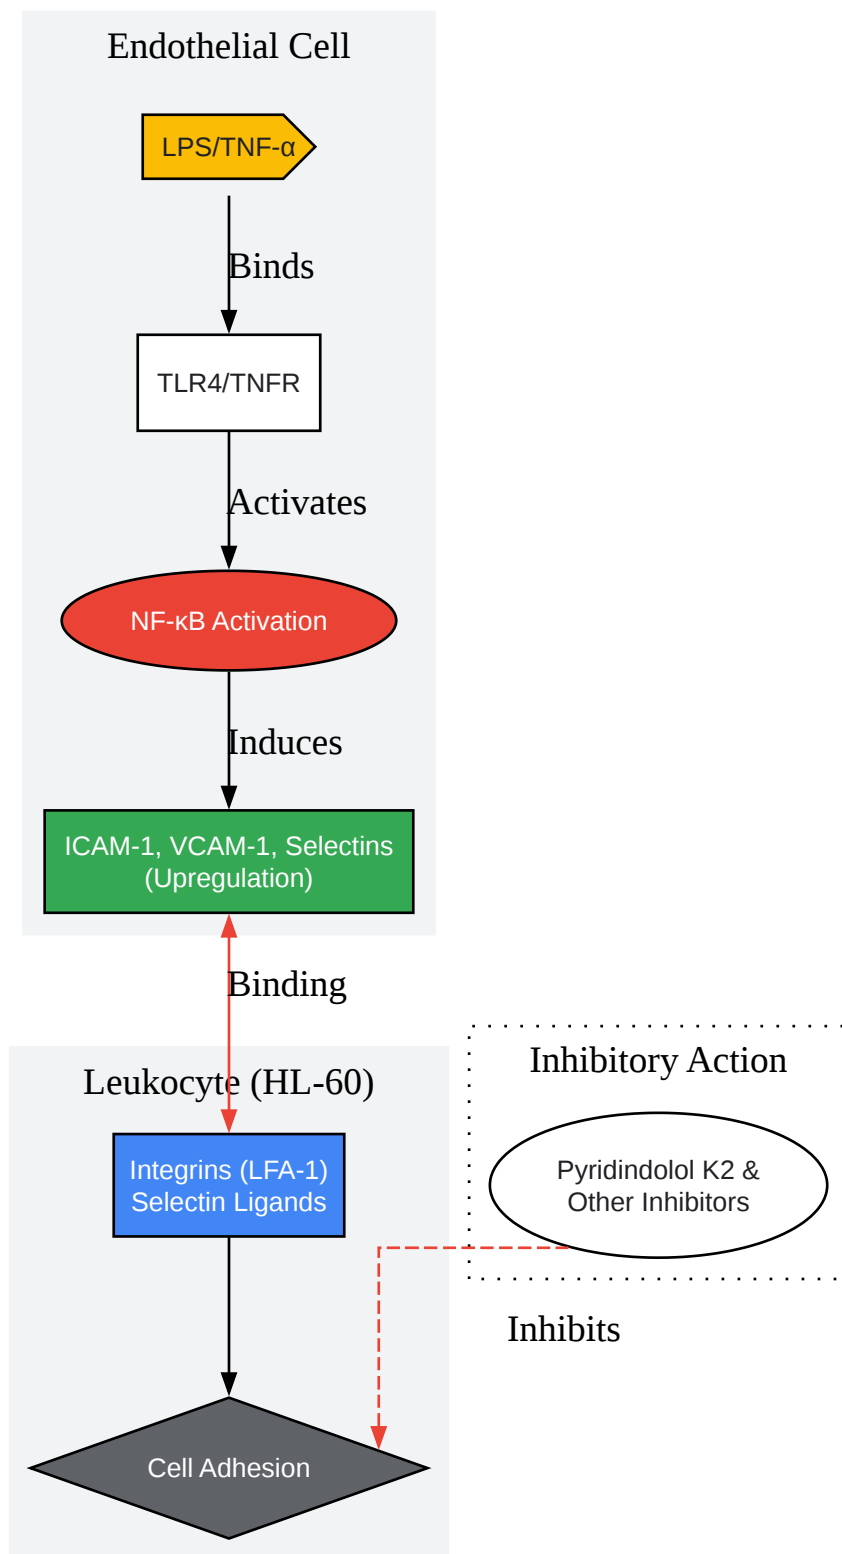 Endothelial Cell
LPS/TNF-α
Binds
TLR4/TNFR
Activates
NF-κB Activation
Induces
ICAM-1, VCAM-1, Selectins
(Upregulation)
Binding
Leukocyte (HL-60)
Integrins (LFA-1)
Selectin Ligands
Inhibitory Action
Pyridindolol K2 &
Other Inhibitors
Inhibits
Cell Adhesion